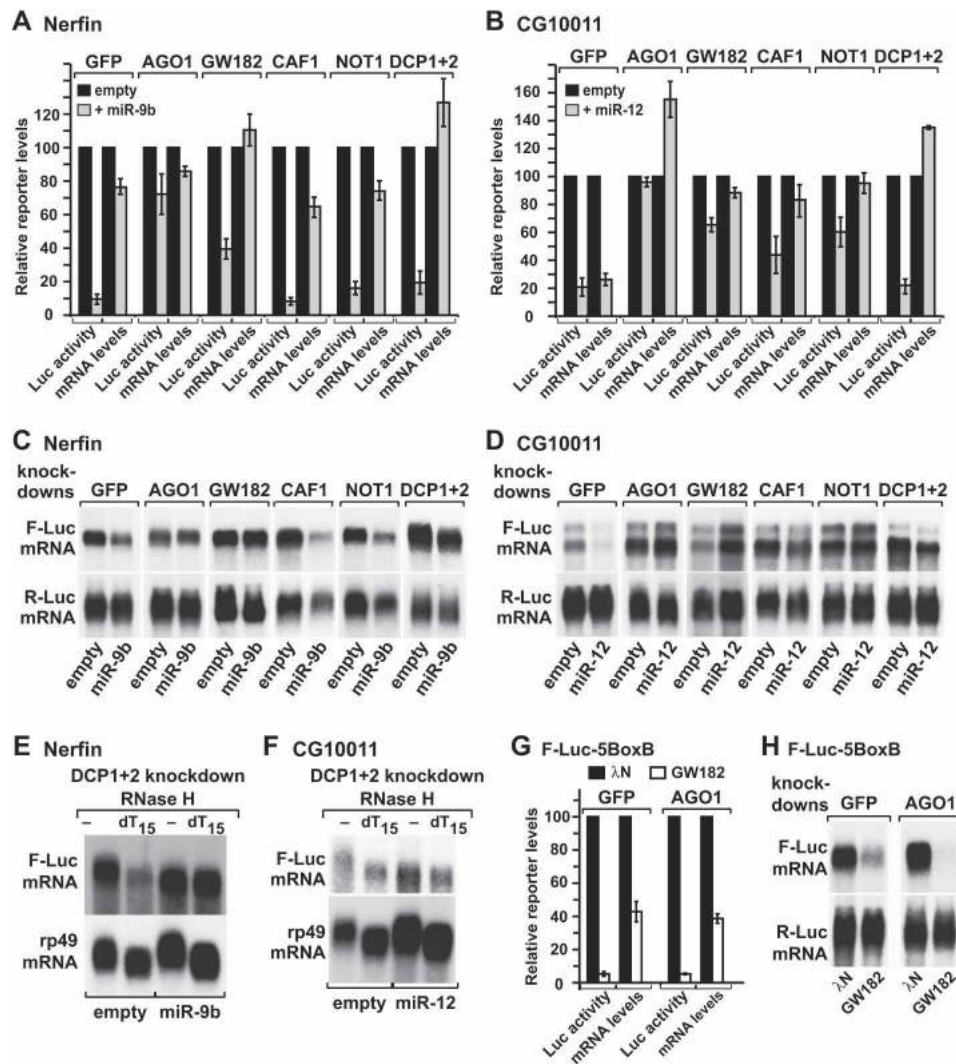 A Nerfin
GFP AGO1 GW182 CAF1 NOT1 DCP1+2
empty
+ miR-9b
Relative reporter levels
120
100
80
60
40
20
0
Luc activity mRNA levels Luc activity mRNA levels Luc activity mRNA levels Luc activity mRNA levels Luc activity mRNA levels Luc activity mRNA levels
B CG10011
GFP AGO1 GW182 CAF1 NOT1 DCP1+2
empty
+ miR-12
Relative reporter levels
160
140
120
100
80
60
40
20
0
Luc activity mRNA levels Luc activity mRNA levels Luc activity mRNA levels Luc activity mRNA levels Luc activity mRNA levels Luc activity mRNA levels
C Nerfin
knock-
downs GFP AGO1 GW182 CAF1 NOT1 DCP1+2
F-Luc
mRNA
R-Luc
mRNA
empty miR-9b empty miR-9b empty miR-9b empty miR-9b empty miR-9b empty miR-9b
D CG10011
knock-
downs GFP AGO1 GW182 CAF1 NOT1 DCP1+2
F-Luc
mRNA
R-Luc
mRNA
empty miR-12 empty miR-12 empty miR-12 empty miR-12 empty miR-12 empty miR-12
E Nerfin
DCP1+2 knockdown
RNase H
– dT15 – dT15
F-Luc
mRNA
rp49
mRNA
empty miR-9b
F CG10011
DCP1+2 knockdown
RNase H
– dT15 – dT15
F-Luc
mRNA
rp49
mRNA
empty miR-12
G F-Luc-5BoxB
λN GW182
GFP AGO1
Relative reporter levels
100
80
60
40
20
0
Luc activity mRNA levels Luc activity mRNA levels
H F-Luc-5BoxB
knock-
downs GFP AGO1
F-Luc
mRNA
R-Luc
mRNA
λN GW182 λN GW182